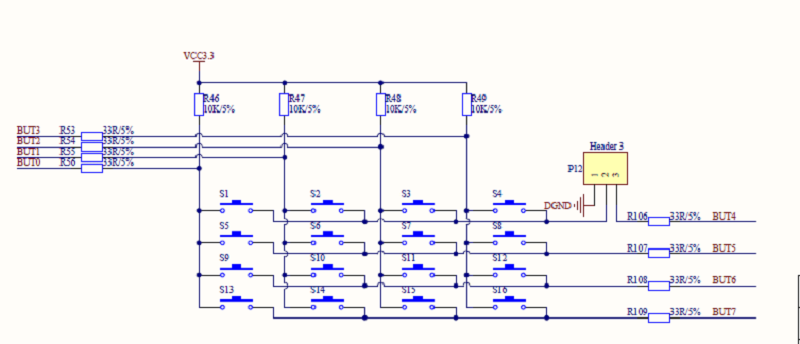 VCC3.3
R46
10K/5%
R47
10K/5%
R48
10K/5%
R49
10K/5%
BUT3 R53 33R/5%
BUT2 R54 33R/5%
BUT1 R55 33R/5%
BUT0 R56 33R/5%
Header 3
P12
1 2 3
DGND
S1 S2 S3 S4
R106 33R/5% BUT4
S5 S6 S7 S8
R107 33R/5% BUT5
S9 S10 S11 S12
R108 33R/5% BUT6
S13 S14 S15 S16
R109 33R/5% BUT7